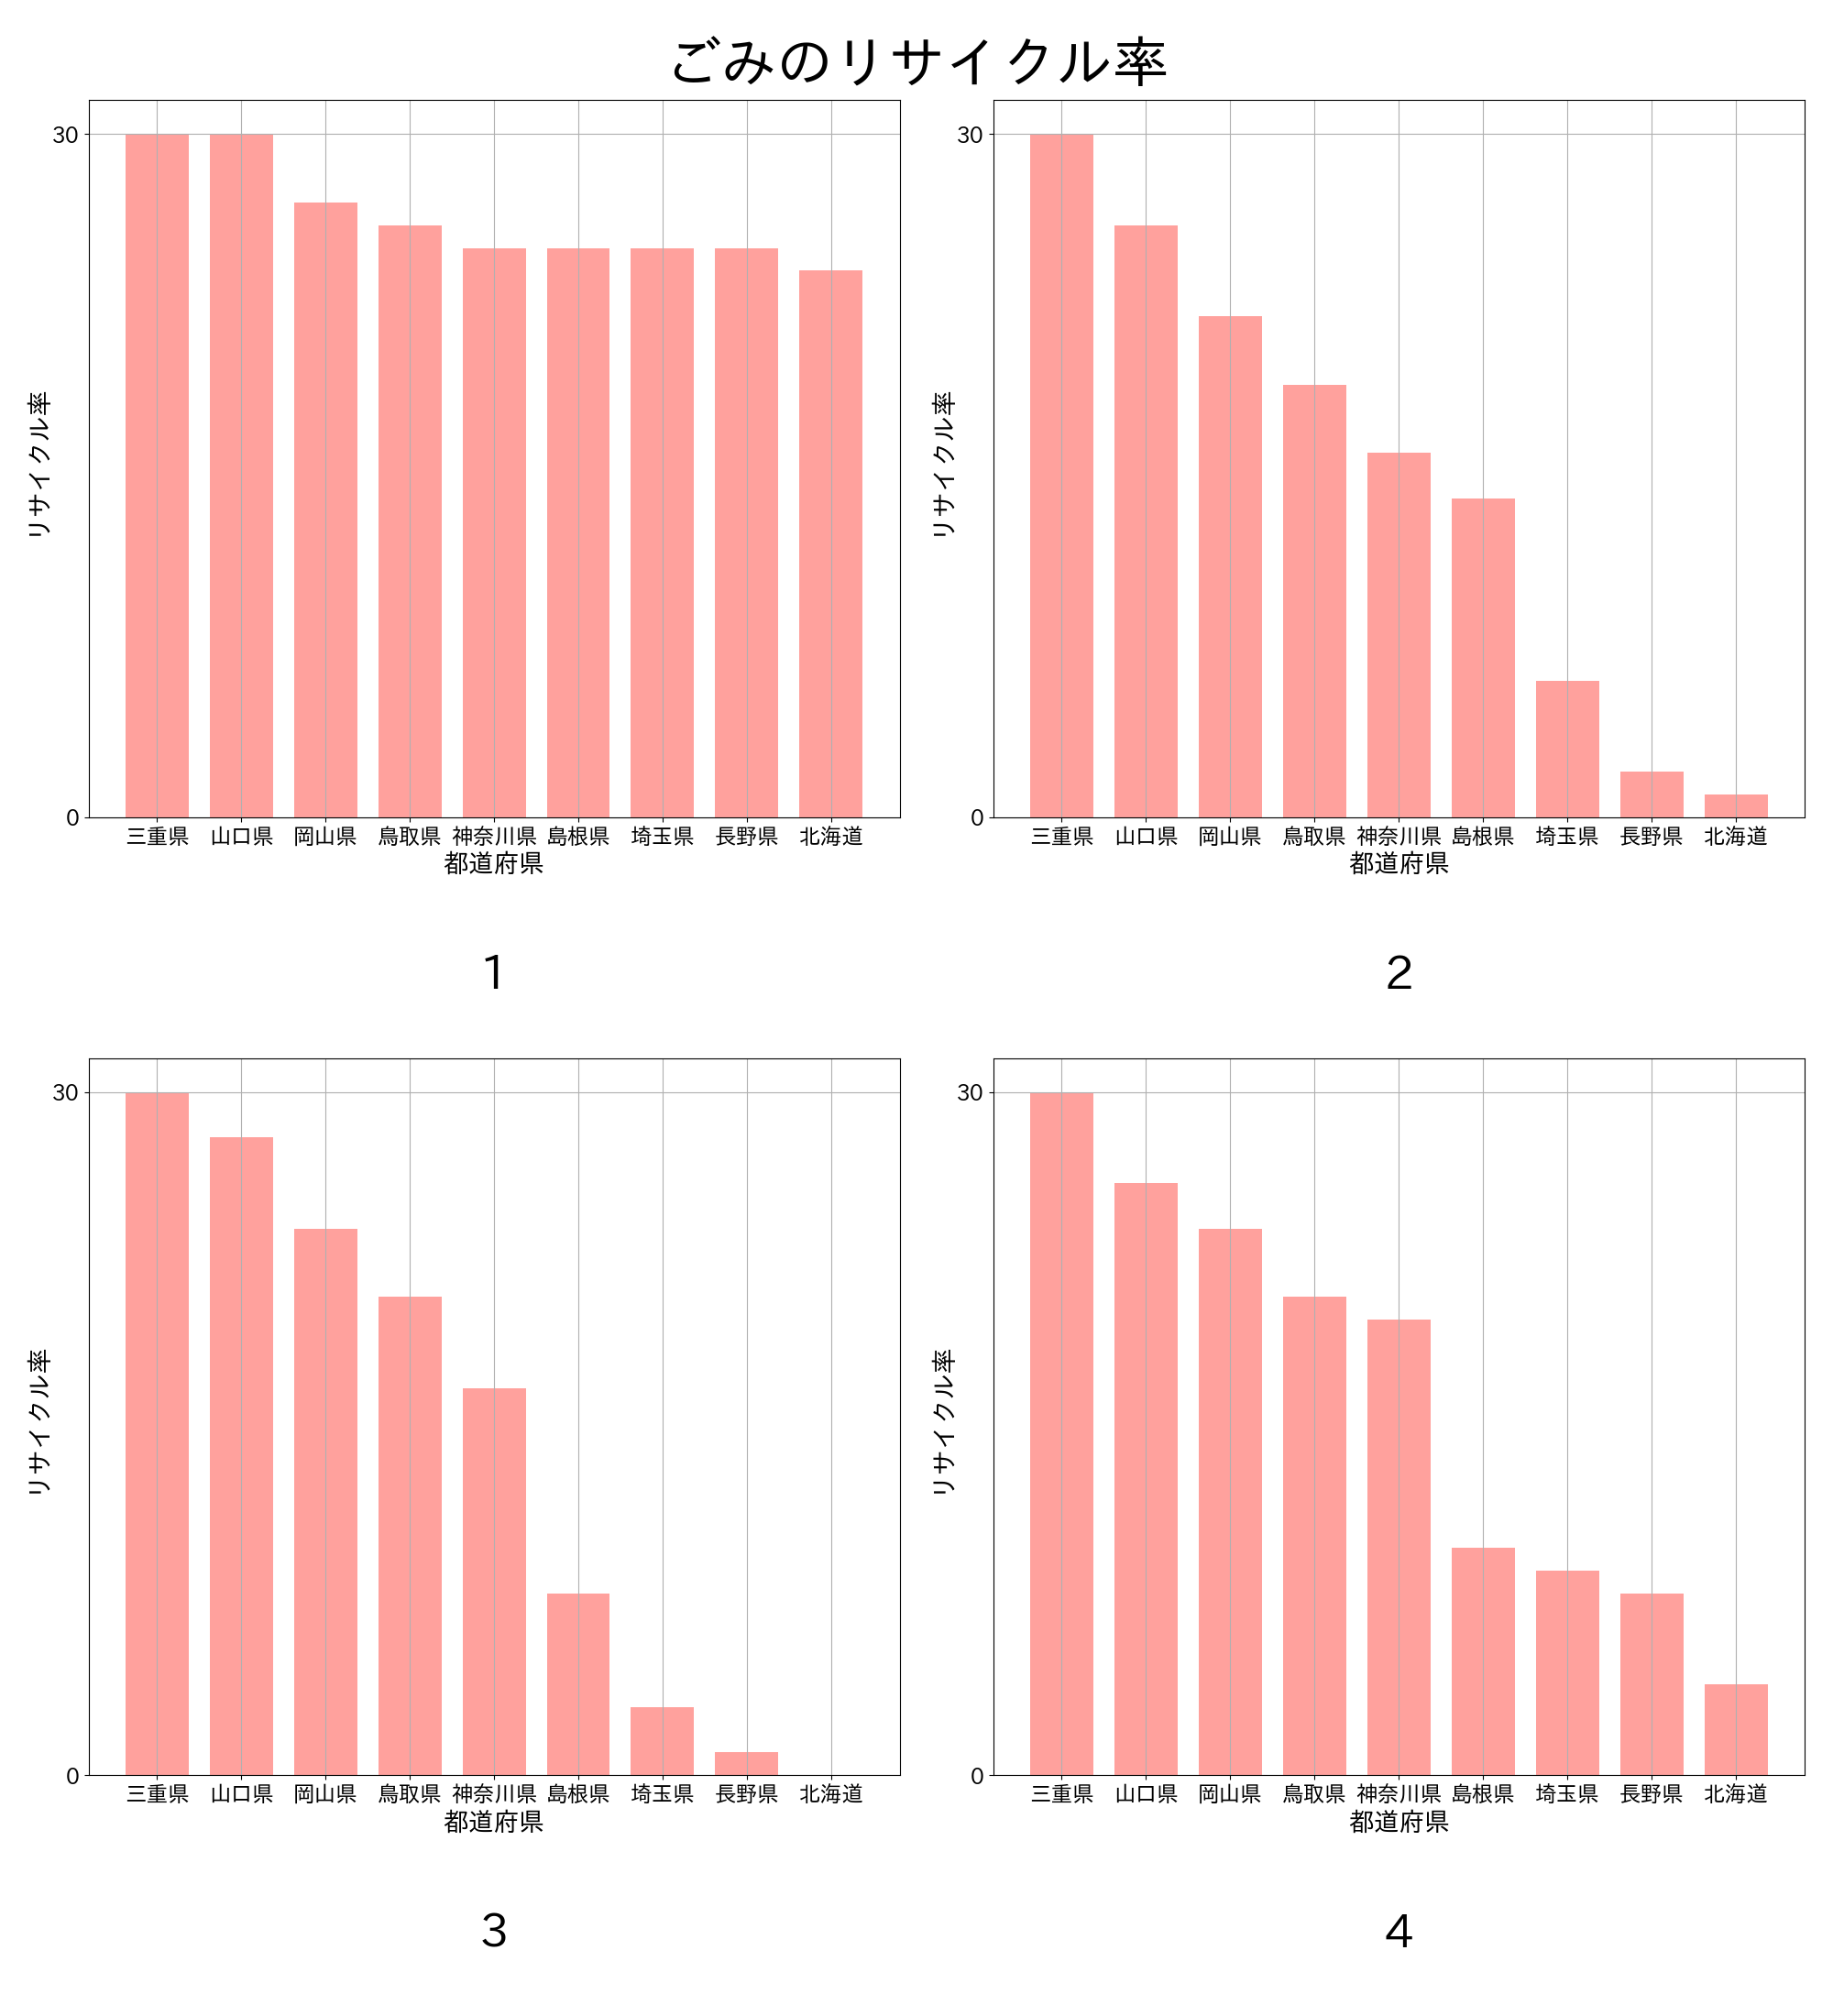 ごみのリサイクル率
30
0
リサイクル率
三重県 山口県 岡山県 鳥取県 神奈川県 島根県 埼玉県 長野県 北海道
都道府県
1
30
0
リサイクル率
三重県 山口県 岡山県 鳥取県 神奈川県 島根県 埼玉県 長野県 北海道
都道府県
2
30
0
リサイクル率
三重県 山口県 岡山県 鳥取県 神奈川県 島根県 埼玉県 長野県 北海道
都道府県
3
30
0
リサイクル率
三重県 山口県 岡山県 鳥取県 神奈川県 島根県 埼玉県 長野県 北海道
都道府県
4